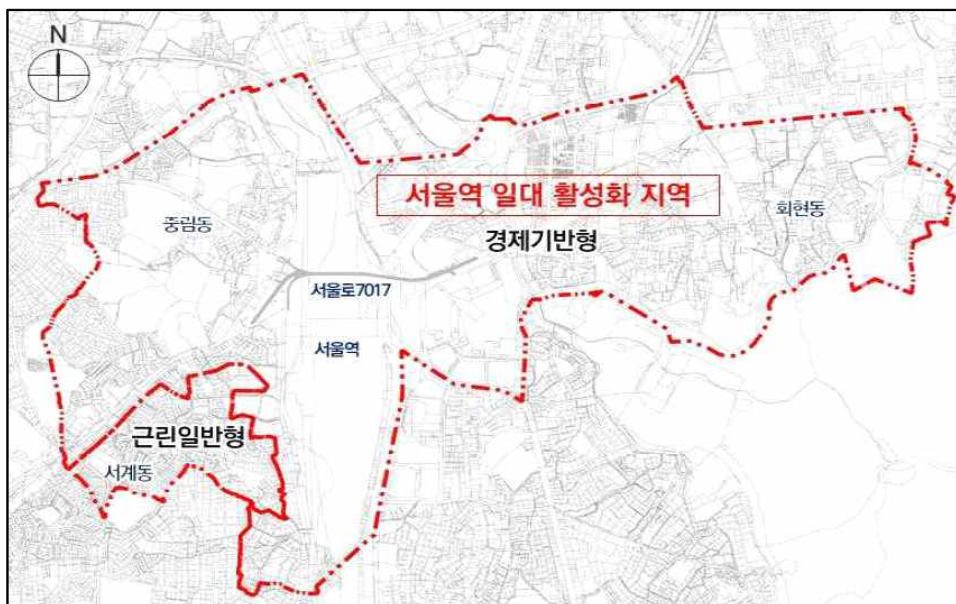 N
서울역 일대 활성화 지역
중림동
회현동
경제기반형
서울로7017
서울역
근린일반형
서계동